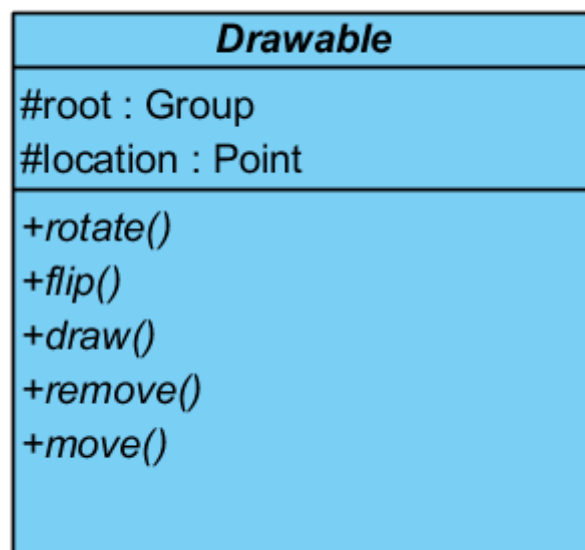 Drawable
#root : Group
#location : Point
+rotate()
+flip()
+draw()
+remove()
+move()